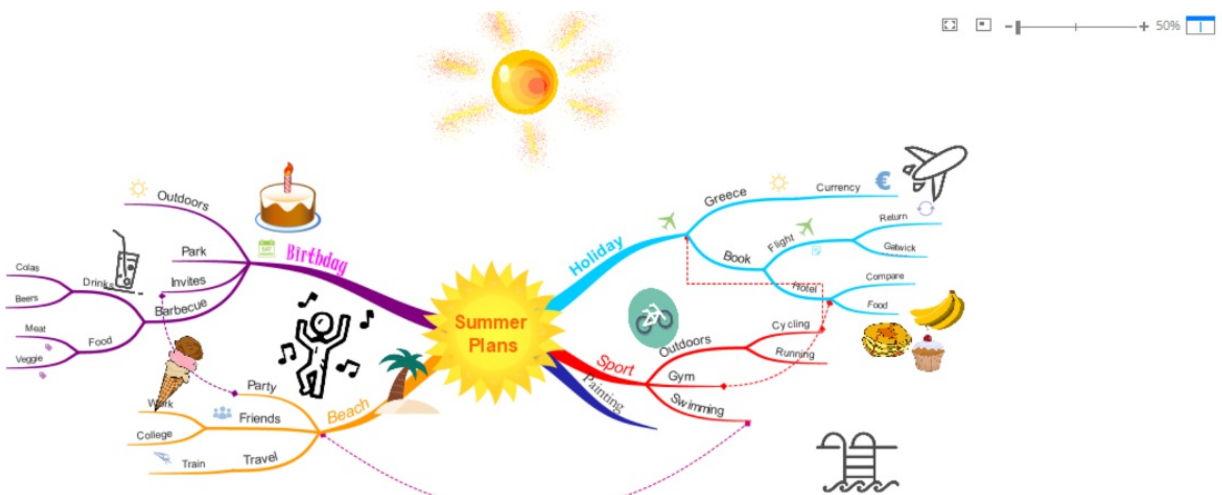 50%
Summer
Plans
Birthday
Outdoors
Park
Invites
Barbecue
Drinks
Colas
Beers
Food
Meat
Veggie
Holiday
Greece
Currency
€
Book
Flight
Return
Gatwick
Hotel
Compare
Food
Sport
Outdoors
Cycling
Running
Gym
Swimming
Painting
Beach
Party
Friends
Work
College
Travel
Train